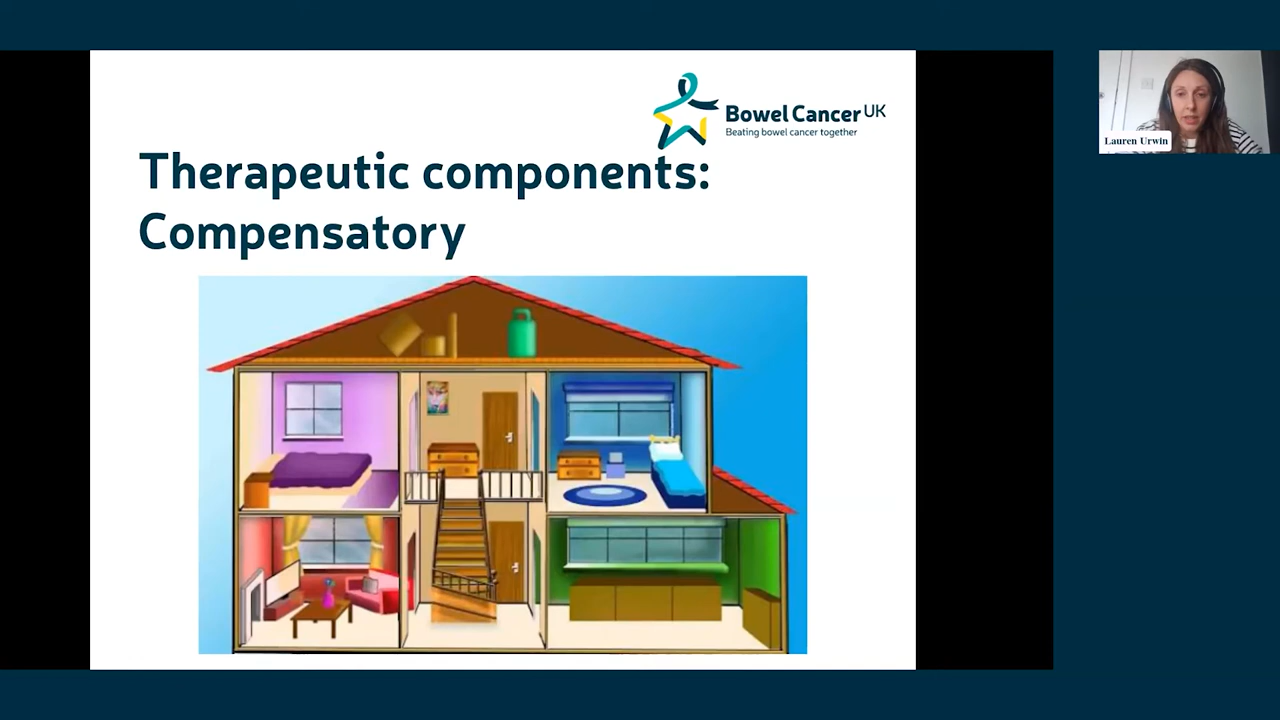 Bowel Cancer UK
Beating bowel cancer together
Therapeutic components:
Compensatory
Lauren Urwin